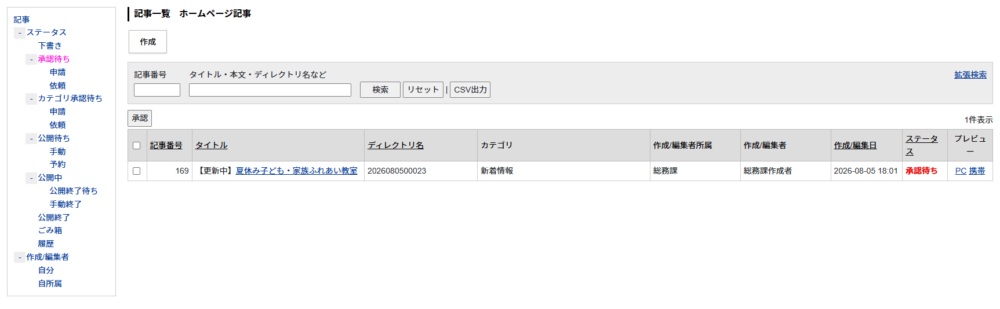 記事
- ステータス
下書き
- 承認待ち
申請
依頼
- カテゴリ承認待ち
申請
依頼
- 公開待ち
手動
予約
- 公開中
公開終了待ち
手動終了
公開終了
ごみ箱
履歴
- 作成/編集者
自分
自所属
記事一覧　ホームページ記事
作成
記事番号 タイトル・本文・ディレクトリ名など 拡張検索
検索 リセット | CSV出力
承認 1件表示
記事番号 タイトル ディレクトリ名 カテゴリ 作成/編集者所属 作成/編集者 作成/編集日 ステータス プレビュー
169 【更新中】夏休み子ども・家族ふれあい教室 2026080500023 新着情報 総務課 総務課作成者 2026-08-05 18:01 承認待ち PC 携帯